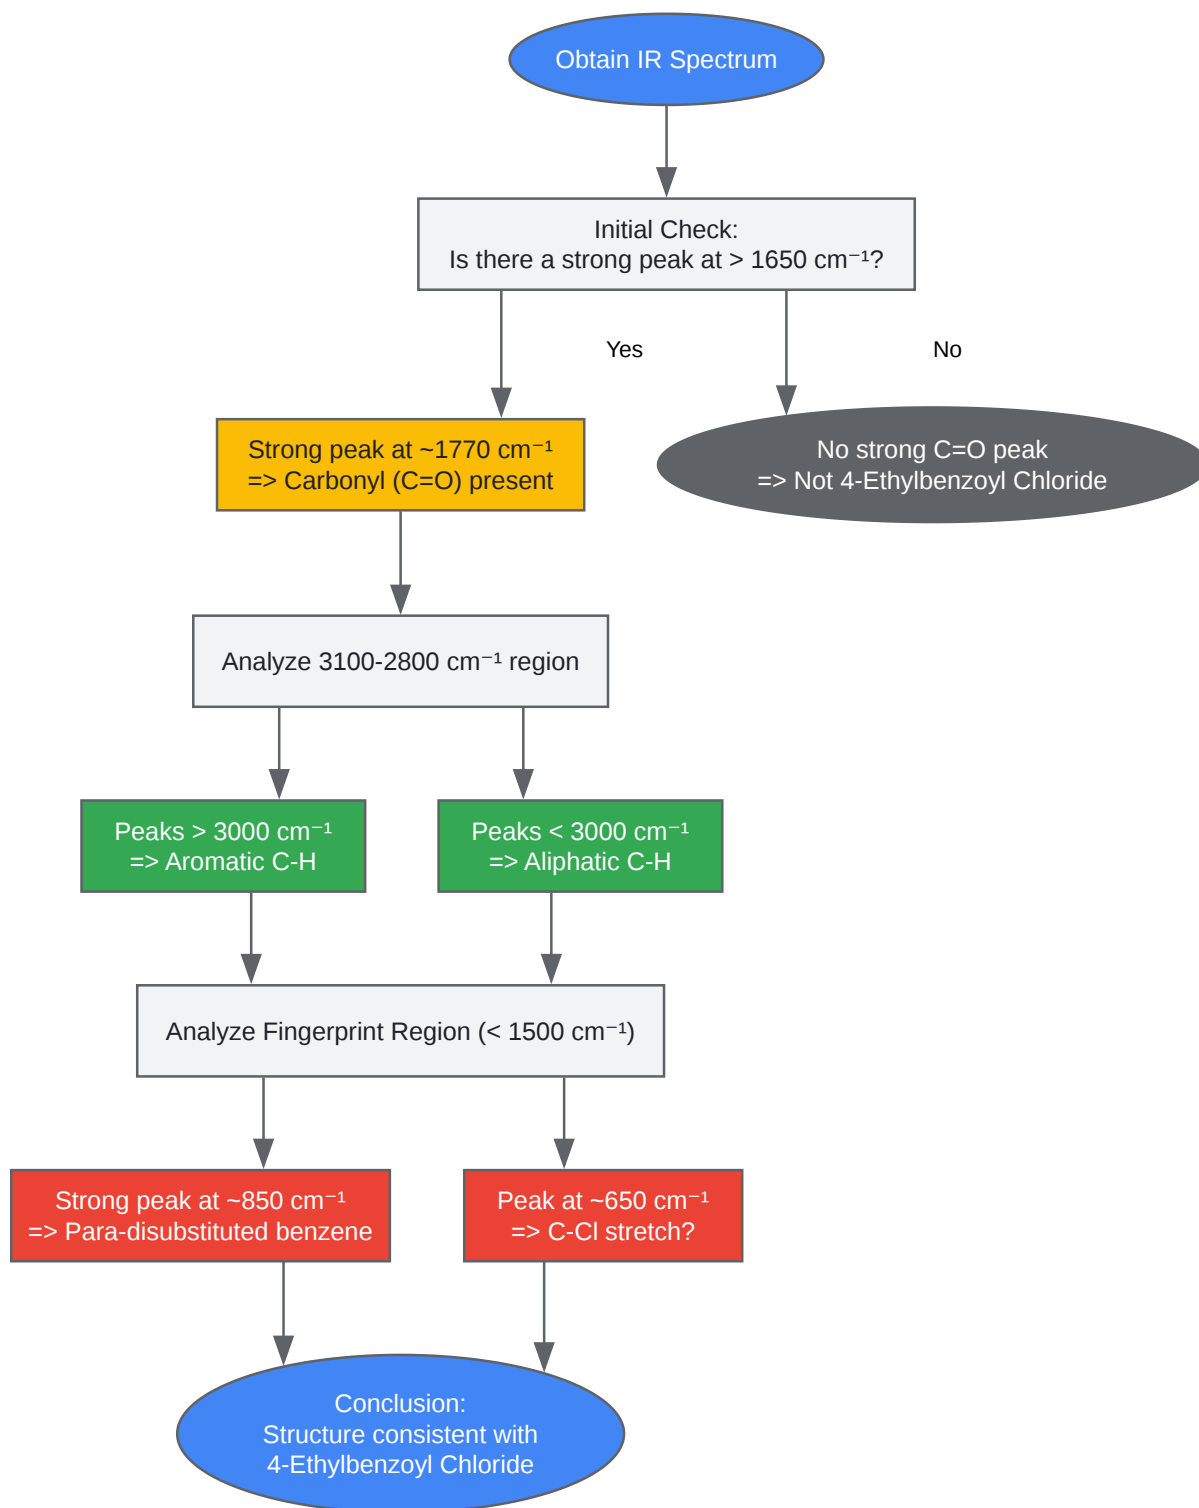 Obtain IR Spectrum
Initial Check:
Is there a strong peak at > 1650 cm⁻¹?
Yes
No
Strong peak at ~1770 cm⁻¹
=> Carbonyl (C=O) present
No strong C=O peak
=> Not 4-Ethylbenzoyl Chloride
Analyze 3100-2800 cm⁻¹ region
Peaks > 3000 cm⁻¹
=> Aromatic C-H
Peaks < 3000 cm⁻¹
=> Aliphatic C-H
Analyze Fingerprint Region (< 1500 cm⁻¹)
Strong peak at ~850 cm⁻¹
=> Para-disubstituted benzene
Peak at ~650 cm⁻¹
=> C-Cl stretch?
Conclusion:
Structure consistent with
4-Ethylbenzoyl Chloride